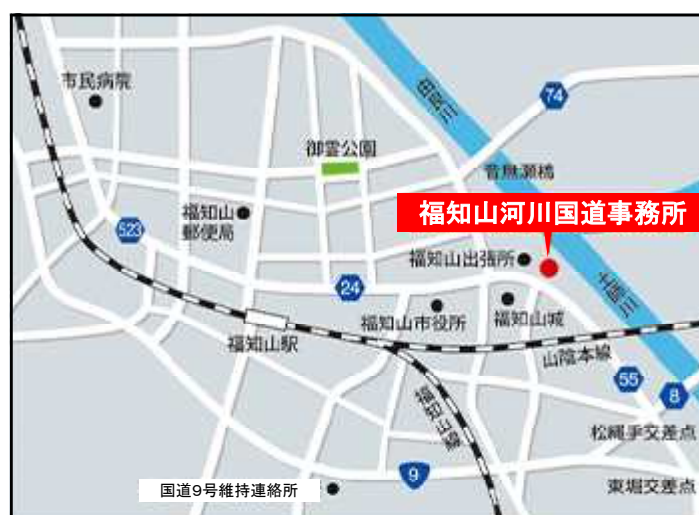 市民病院
由良川
74
御霊公園
音無瀬橋
福知山河川国道事務所
福知山
郵便局
523
福知山出張所
24
福知山城
福知山市役所
福知山駅
山陰本線
55
8
福知山線
松縄手交差点
9
国道9号維持連絡所
東堀交差点